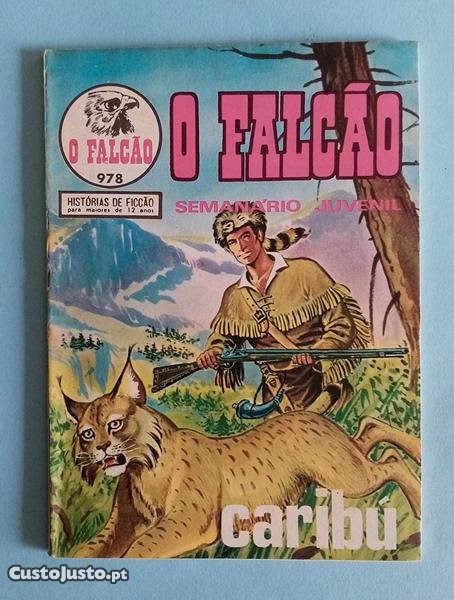 O FALCÃO
978
HISTÓRIAS DE FICÇÃO
para maiores de 12 anos
O FALCÃO
SEMANÁRIO JUVENIL
caribú
CustoJusto.pt